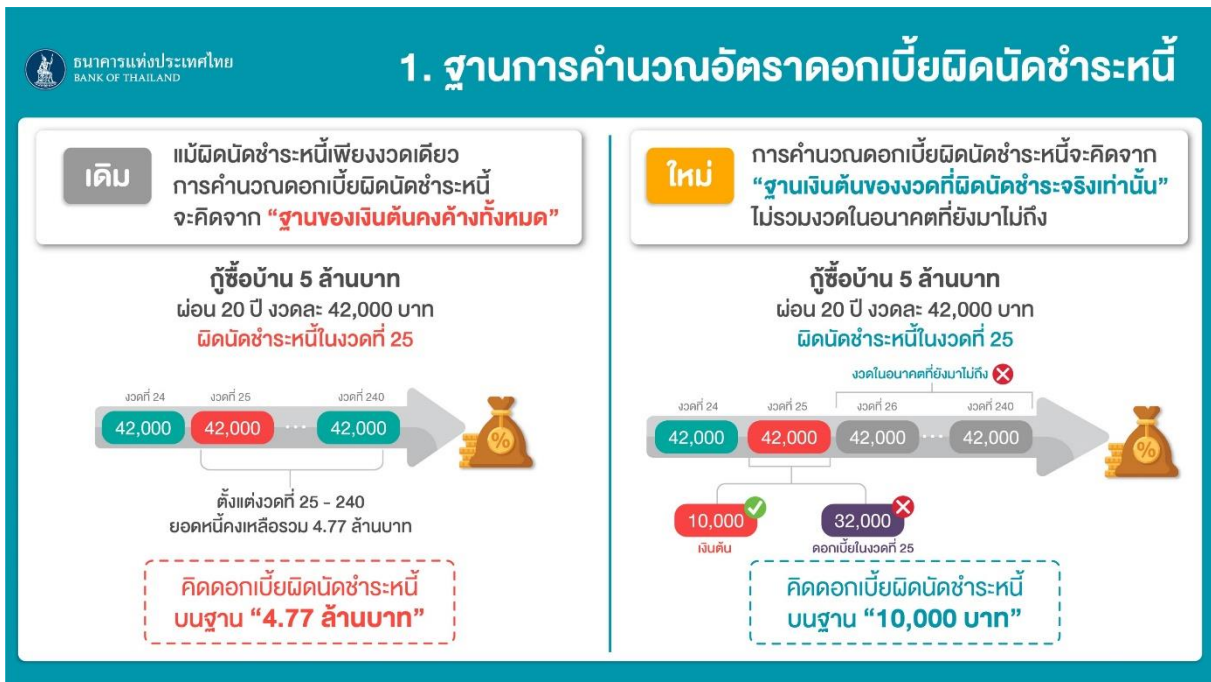 ธนาคารแห่งประเทศไทย
BANK OF THAILAND
1. ฐานการคำนวณอัตราดอกเบี้ยผิดนัดชำระหนี้
เดิม
แม้ผิดนัดชำระหนี้เพียงงวดเดียว
การคำนวณดอกเบี้ยผิดนัดชำระหนี้
จะคิดจาก “ฐานของเงินต้นคงค้างทั้งหมด”
กู้ซื้อบ้าน 5 ล้านบาท
ผ่อน 20 ปี งวดละ 42,000 บาท
ผิดนัดชำระหนี้ในงวดที่ 25
งวดที่ 24 งวดที่ 25 งวดที่ 240
42,000 42,000 ... 42,000
%
ตั้งแต่งวดที่ 25 - 240
ยอดหนี้คงเหลือรวม 4.77 ล้านบาท
คิดดอกเบี้ยผิดนัดชำระหนี้
บนฐาน “4.77 ล้านบาท”
ใหม่
การคำนวณดอกเบี้ยผิดนัดชำระหนี้จะคิดจาก
“ฐานเงินต้นของงวดที่ผิดนัดชำระจริงเท่านั้น”
ไม่รวมงวดในอนาคตที่ยังมาไม่ถึง
กู้ซื้อบ้าน 5 ล้านบาท
ผ่อน 20 ปี งวดละ 42,000 บาท
ผิดนัดชำระหนี้ในงวดที่ 25
งวดในอนาคตที่ยังมาไม่ถึง
งวดที่ 24 งวดที่ 25 งวดที่ 26 งวดที่ 240
42,000 42,000 42,000 ... 42,000
%
10,000 32,000
เงินต้น ดอกเบี้ยในงวดที่ 25
คิดดอกเบี้ยผิดนัดชำระหนี้
บนฐาน “10,000 บาท”